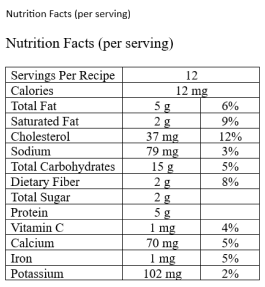 Nutrition Facts (per serving)
Nutrition Facts (per serving)
Servings Per Recipe 12
Calories 12 mg
Total Fat 5 g 6%
Saturated Fat 2 g 9%
Cholesterol 37 mg 12%
Sodium 79 mg 3%
Total Carbohydrates 15 g 5%
Dietary Fiber 2 g 8%
Total Sugar 2 g
Protein 5 g
Vitamin C 1 mg 4%
Calcium 70 mg 5%
Iron 1 mg 5%
Potassium 102 mg 2%